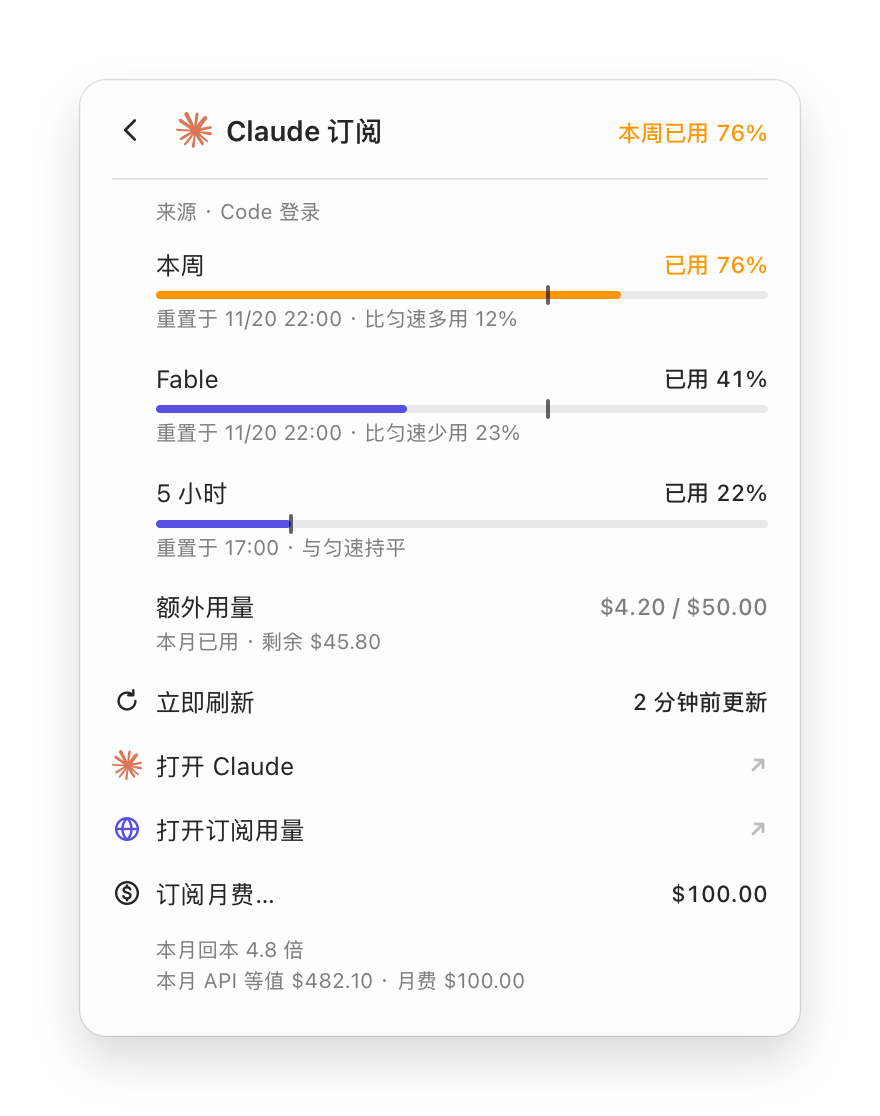 Claude 订阅 本周已用 76%
来源 · Code 登录
本周 已用 76%
重置于 11/20 22:00 · 比匀速多用 12%
Fable 已用 41%
重置于 11/20 22:00 · 比匀速少用 23%
5 小时 已用 22%
重置于 17:00 · 与匀速持平
额外用量 $4.20 / $50.00
本月已用 · 剩余 $45.80
立即刷新 2 分钟前更新
打开 Claude
打开订阅用量
订阅月费... $100.00
本月回本 4.8 倍
本月 API 等值 $482.10 · 月费 $100.00